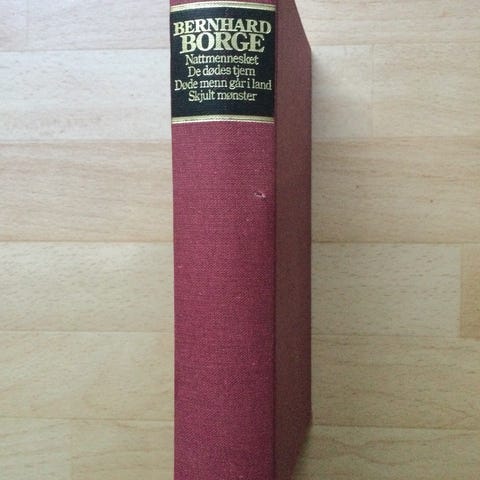 BERNHARD
BORGE
Nattmennesket
De dødes tjern
Døde menn går i land
Skjult mønster